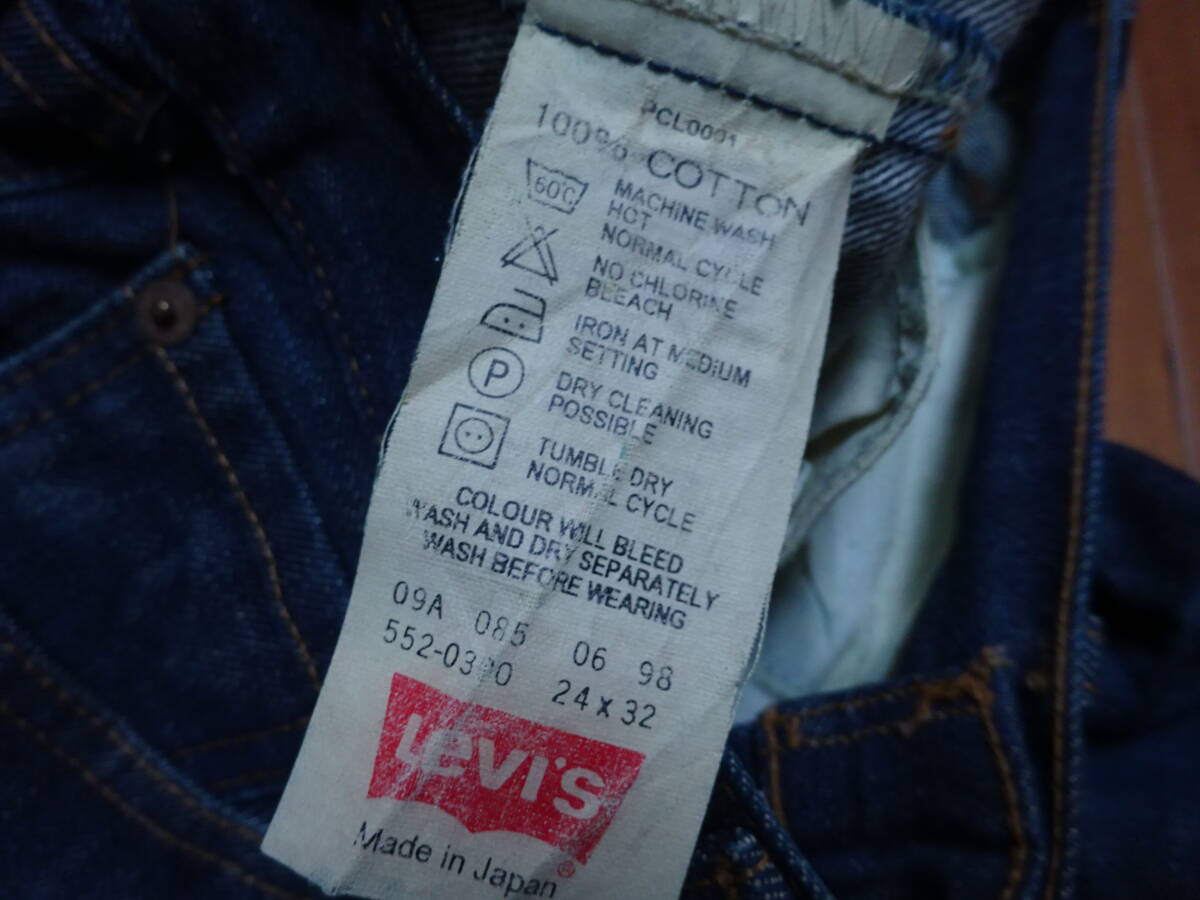 PCL0001
100% COTTON
60°C
MACHINE WASH
HOT
NORMAL CYCLE
NO CHLORINE
BLEACH
IRON AT MEDIUM
SETTING
P
DRY CLEANING
POSSIBLE
TUMBLE DRY
NORMAL CYCLE
COLOUR WILL BLEED
WASH AND DRY SEPARATELY
WASH BEFORE WEARING
09A 085 06 98
24 x 32
LEVI'S
®
Made in Japan